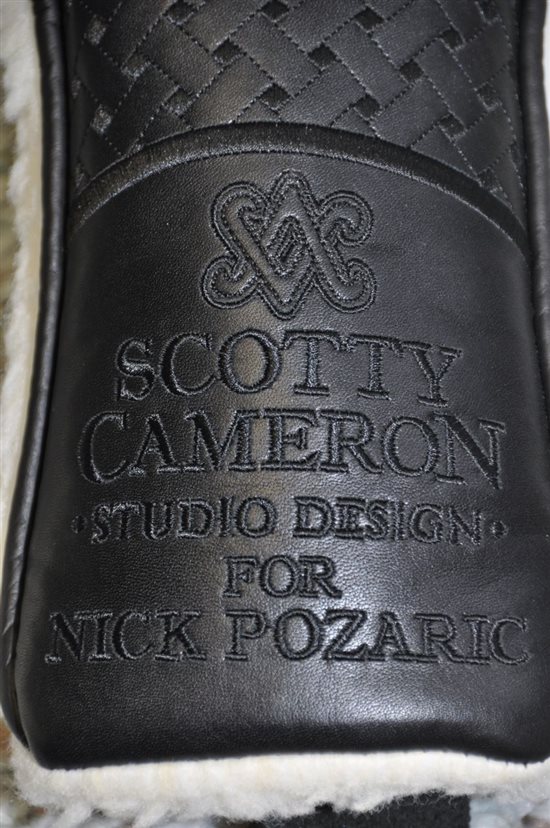 SCOTTY
CAMERON
·STUDIO DESIGN·
FOR
NICK POZARIC